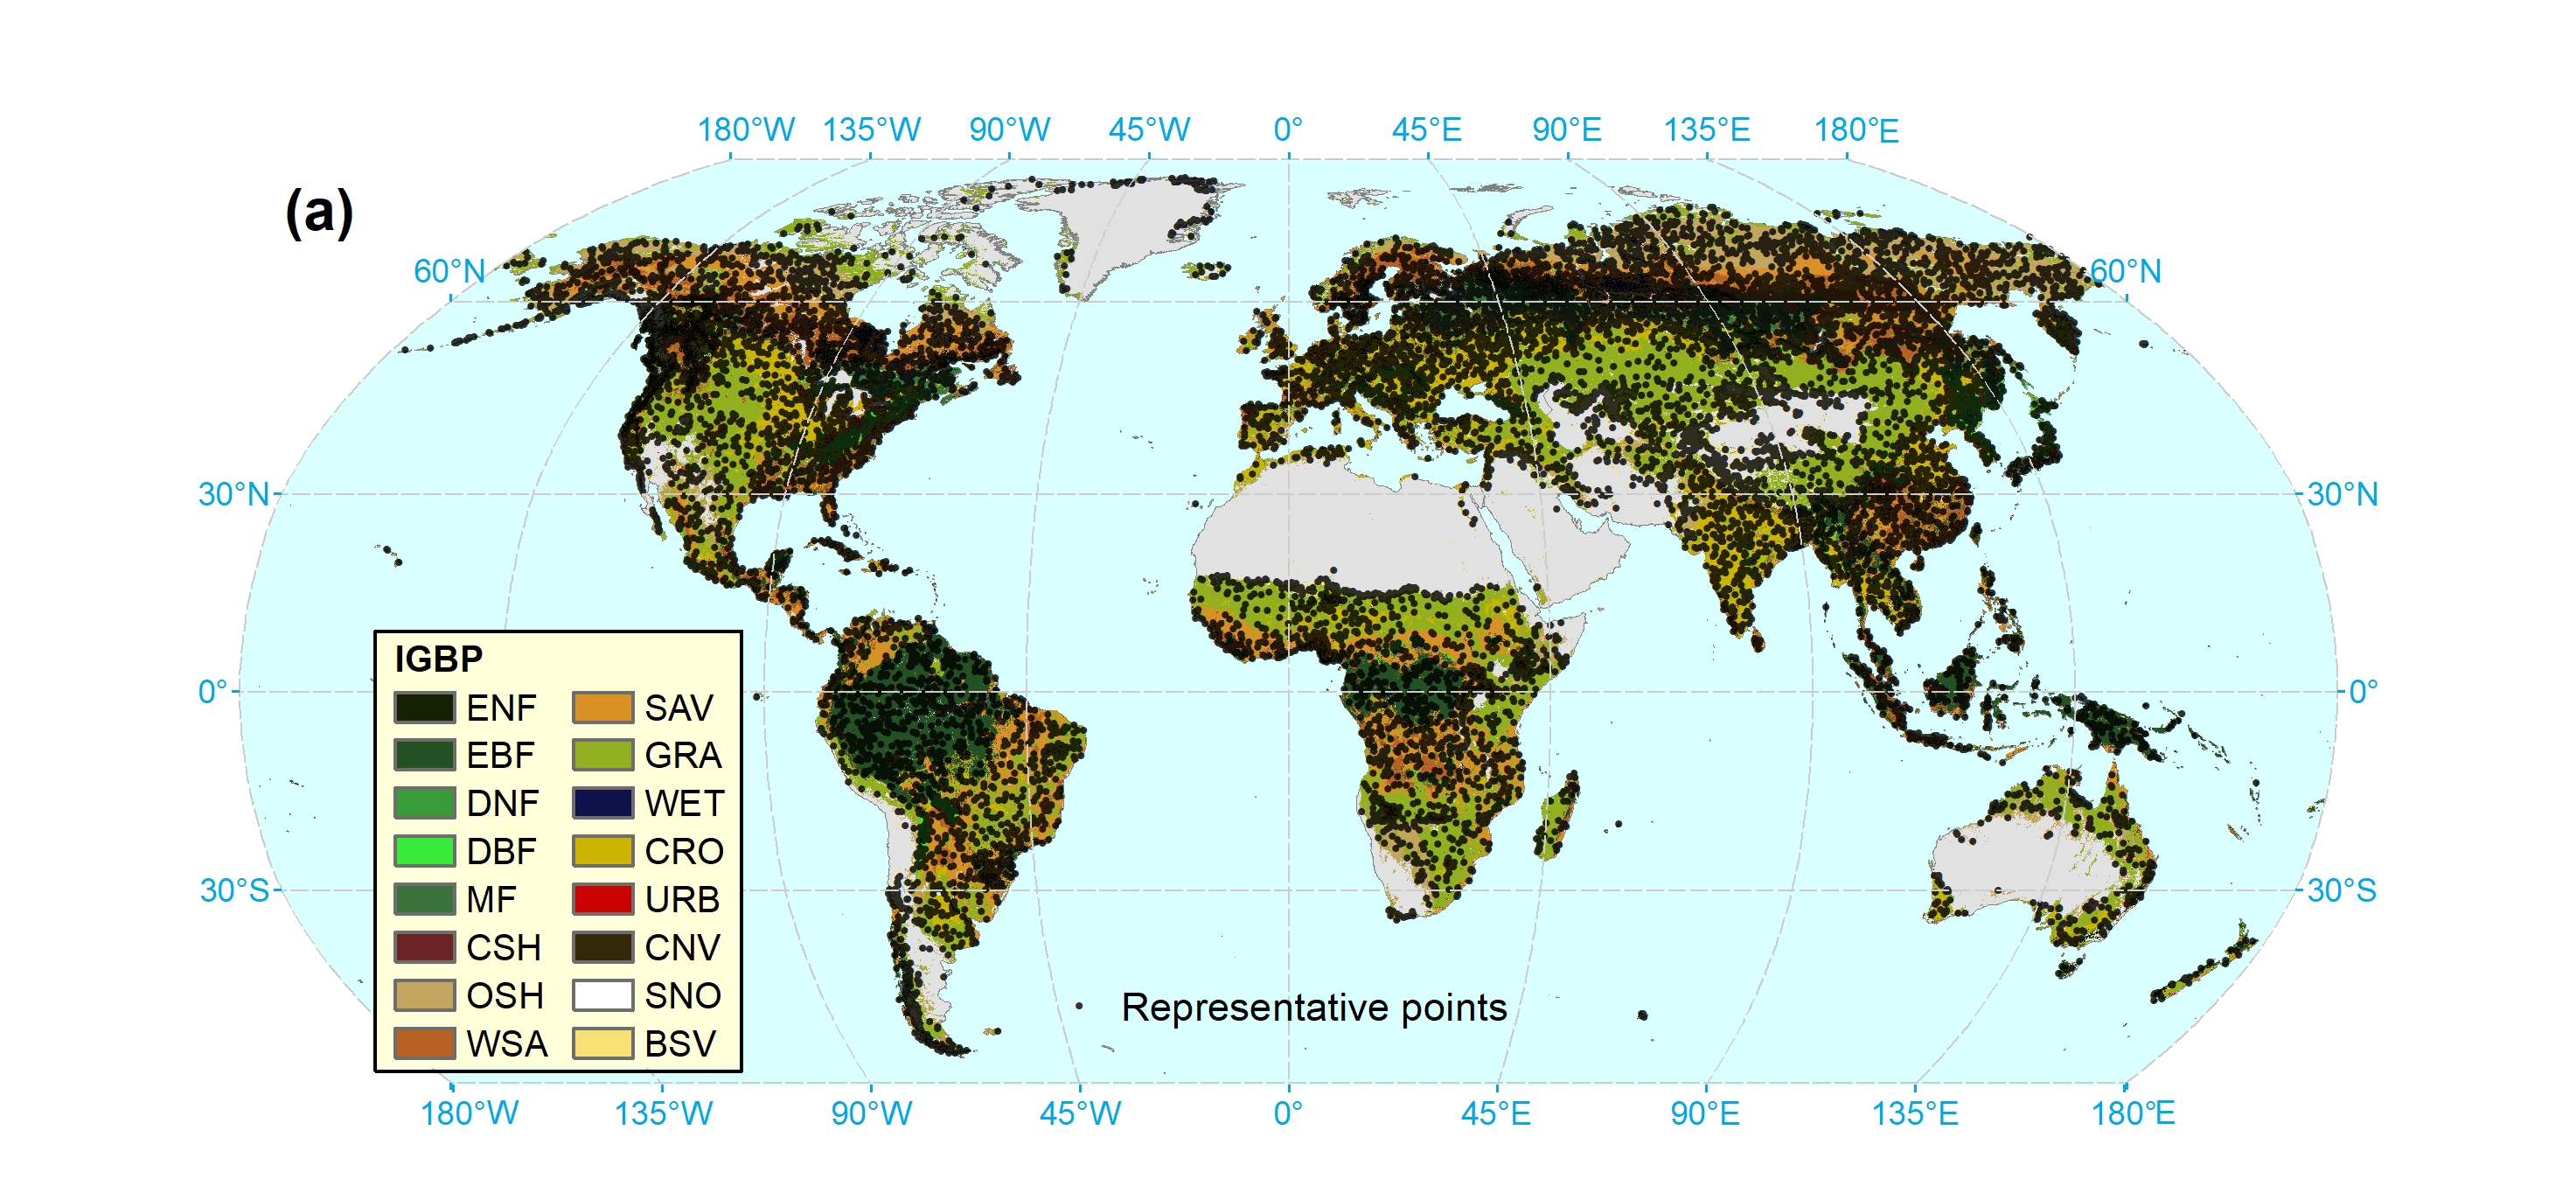 180°W 135°W 90°W 45°W 0° 45°E 90°E 135°E 180°E
(a)
60°N 60°N
30°N 30°N
0° 0°
30°S 30°S
IGBP
ENF SAV
EBF GRA
DNF WET
DBF CRO
MF URB
CSH CNV
OSH SNO
WSA BSV
Representative points
180°W 135°W 90°W 45°W 0° 45°E 90°E 135°E 180°E